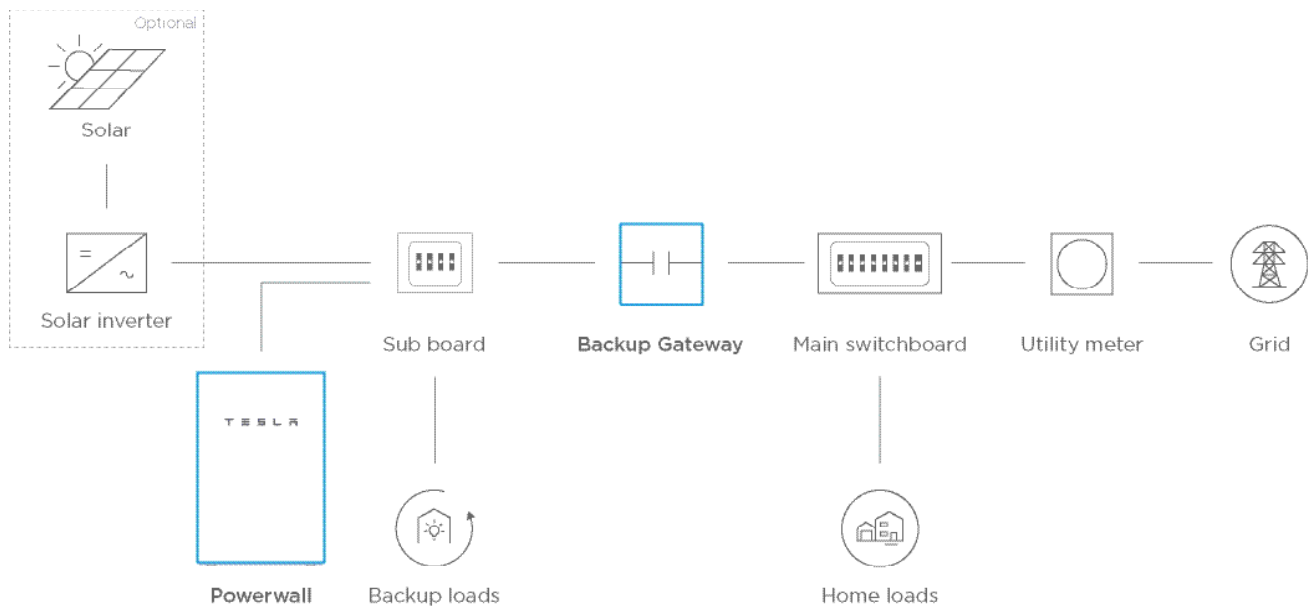 Optional
Solar
Solar inverter
Sub board
Backup Gateway
Main switchboard
Utility meter
Grid
TESLA
Powerwall
Backup loads
Home loads